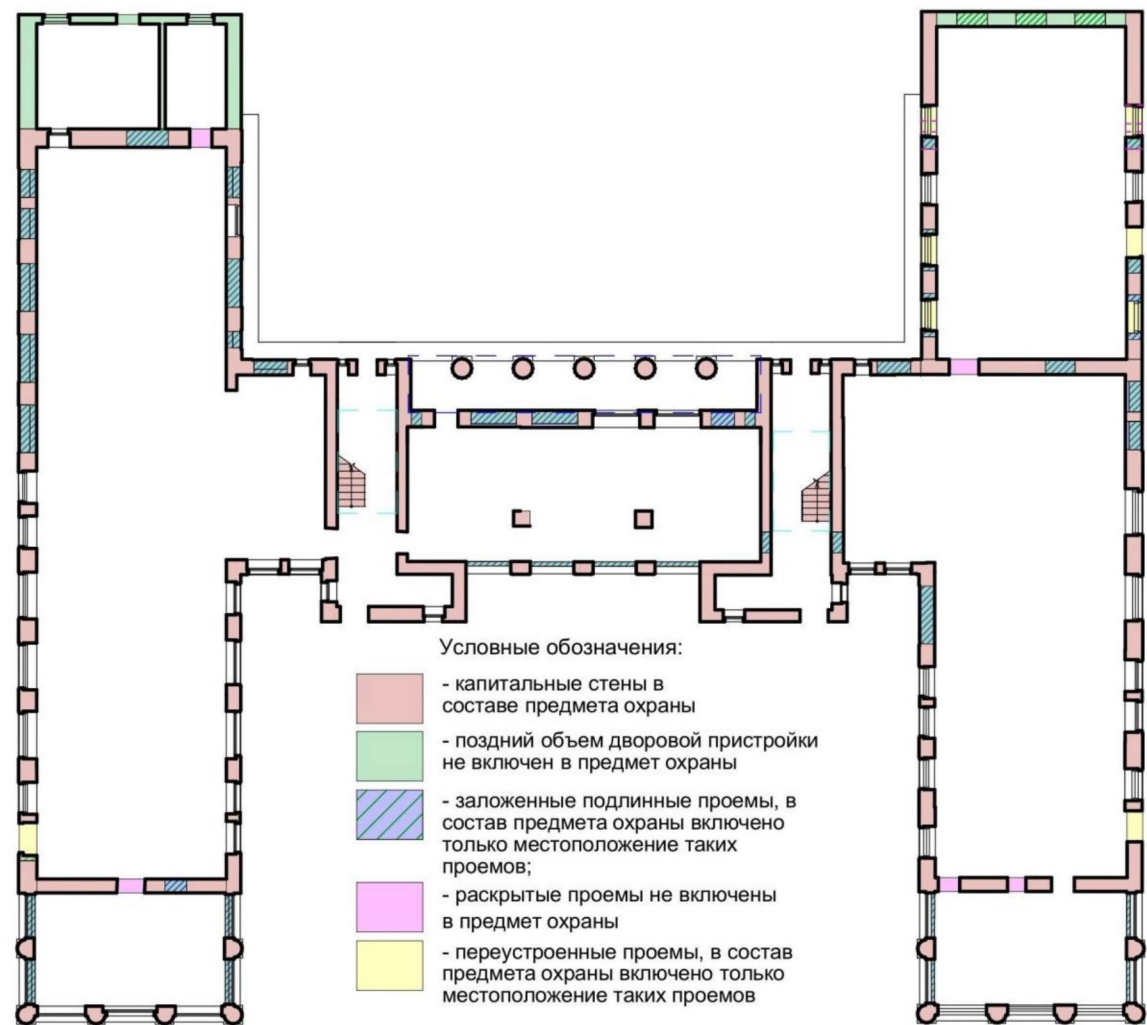 Условные обозначения:
- капитальные стены в
составе предмета охраны
- поздний объем дворовой пристройки
не включен в предмет охраны
- заложенные подлинные проемы, в
состав предмета охраны включено
только местоположение таких
проемов;
- раскрытые проемы не включены
в предмет охраны
- переустроенные проемы, в состав
предмета охраны включено только
местоположение таких проемов